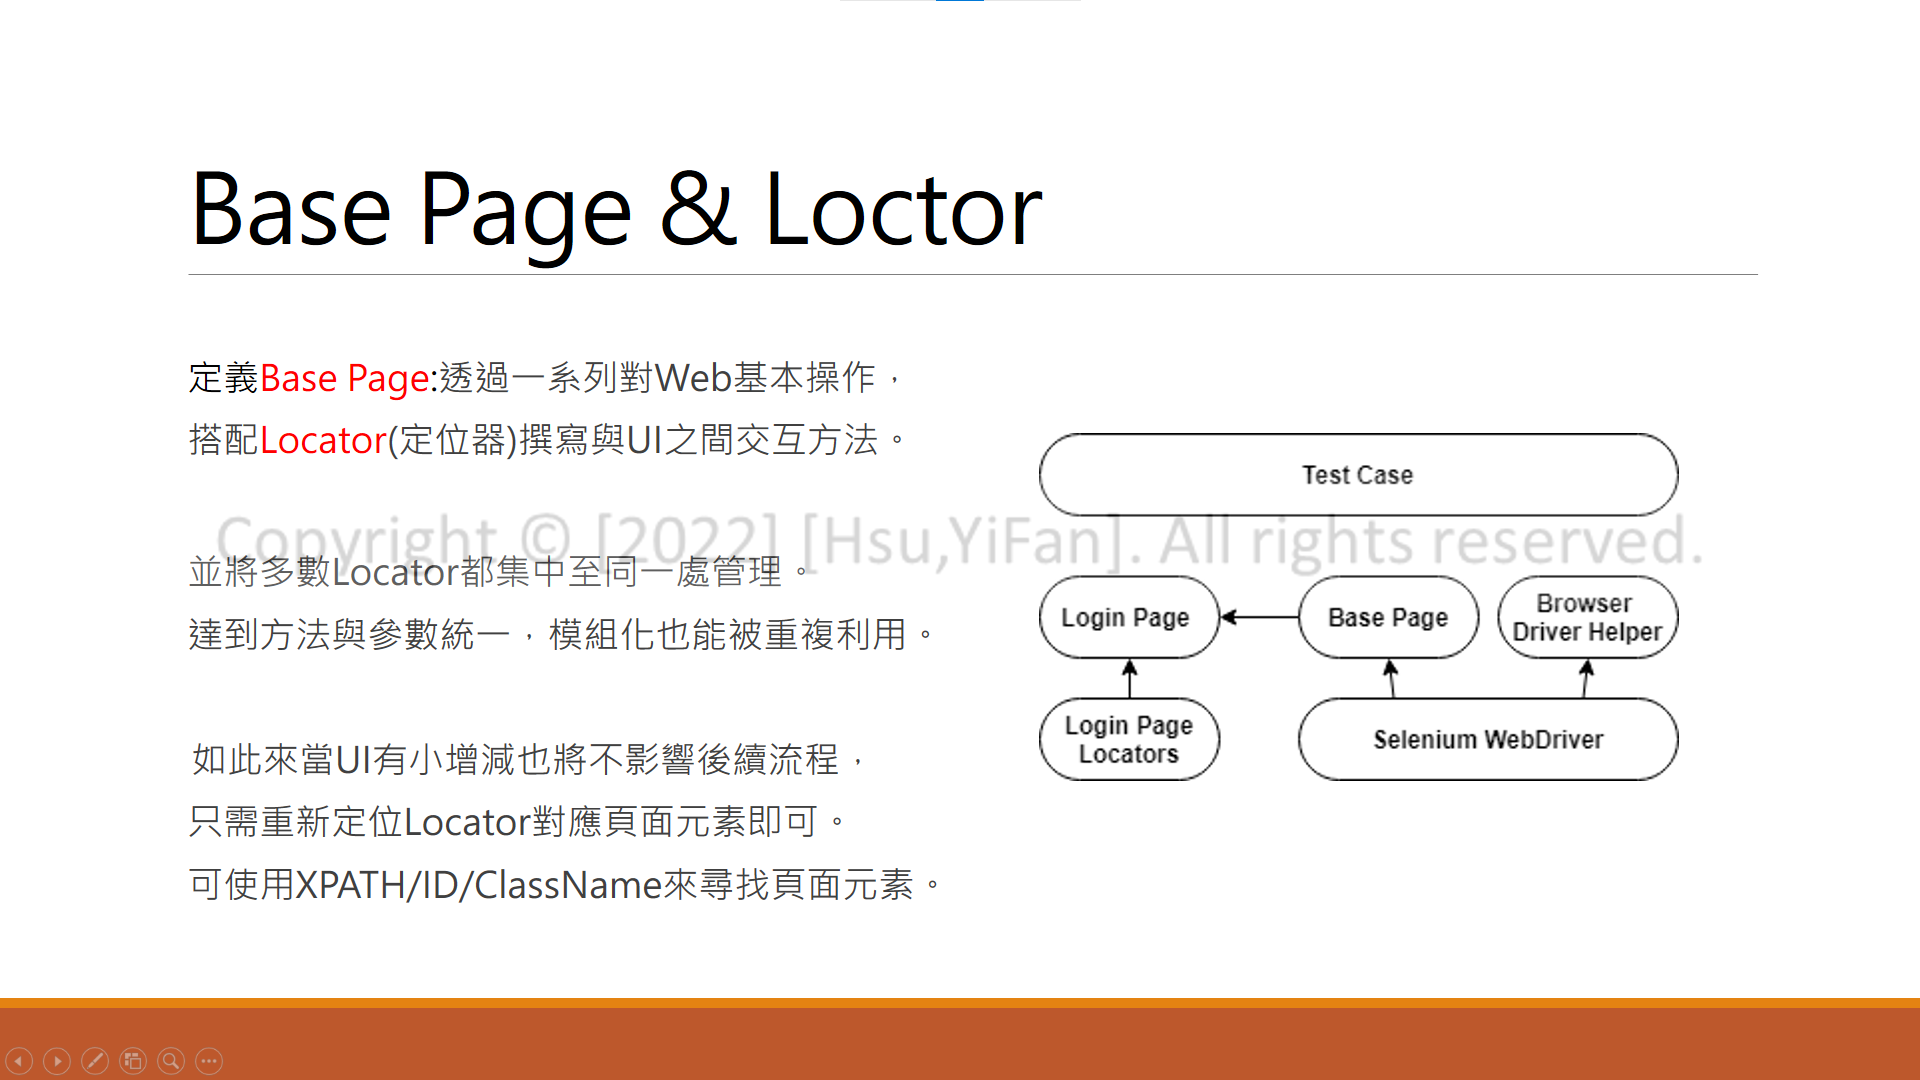 Base Page & Loctor
定義Base Page:透過一系列對Web基本操作，
搭配Locator(定位器)撰寫與UI之間交互方法。
並將多數Locator都集中至同一處管理。
達到方法與參數統一，模組化也能被重複利用。
如此來當UI有小增減也將不影響後續流程，
只需重新定位Locator對應頁面元素即可。
可使用XPATH/ID/ClassName來尋找頁面元素。
Test Case
Login Page
Base Page
Browser
Driver Helper
Login Page
Locators
Selenium WebDriver
Copyright © [2022] [Hsu,YiFan]. All rights reserved.